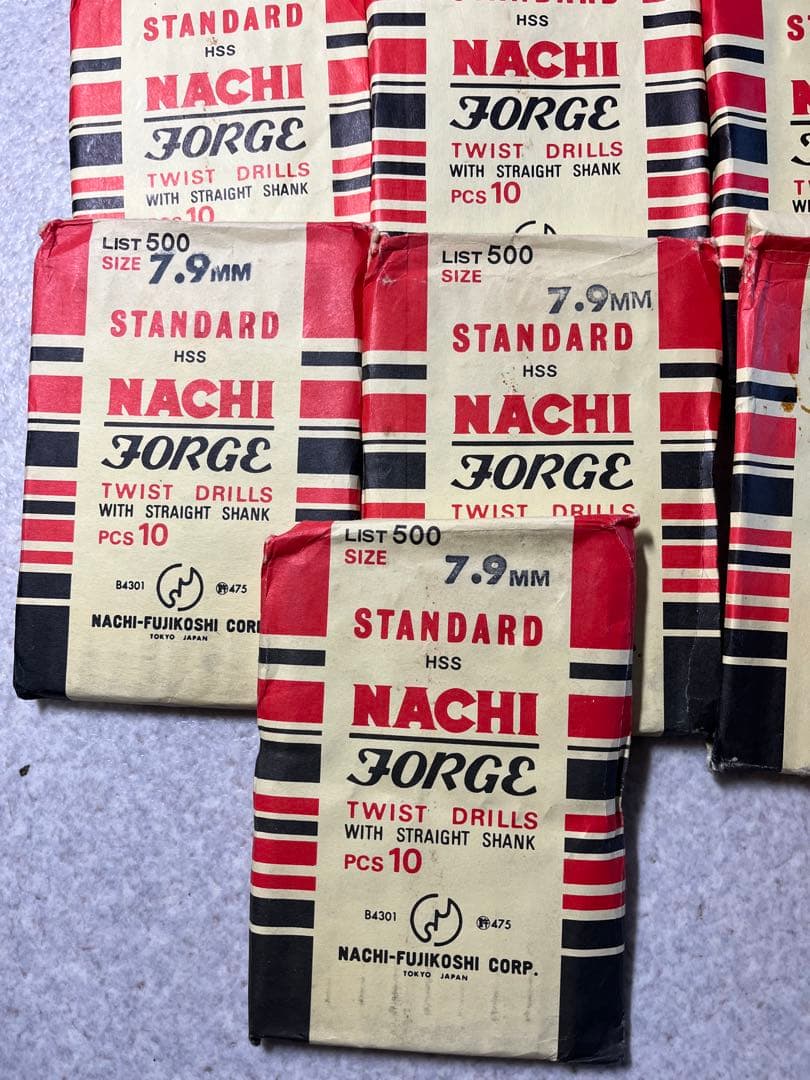 STANDARD
HSS
NACHI
FORGE
TWIST DRILLS
WITH STRAIGHT SHANK
PCS 10
STANDARD
HSS
NACHI
FORGE
TWIST DRILLS
WITH STRAIGHT SHANK
PCS 10
LIST 500
SIZE 7.9MM
STANDARD
HSS
NACHI
FORGE
TWIST DRILLS
WITH STRAIGHT SHANK
PCS 10
B4301 475
NACHI-FUJIKOSHI CORP
TOKYO JAPAN
LIST 500
SIZE
7.9MM
STANDARD
HSS
NACHI
FORGE
TWIST DRILLS
LIST 500
SIZE 7.9MM
STANDARD
HSS
NACHI
FORGE
TWIST DRILLS
WITH STRAIGHT SHANK
PCS 10
B4301 475
NACHI-FUJIKOSHI CORP.
TOKYO JAPAN